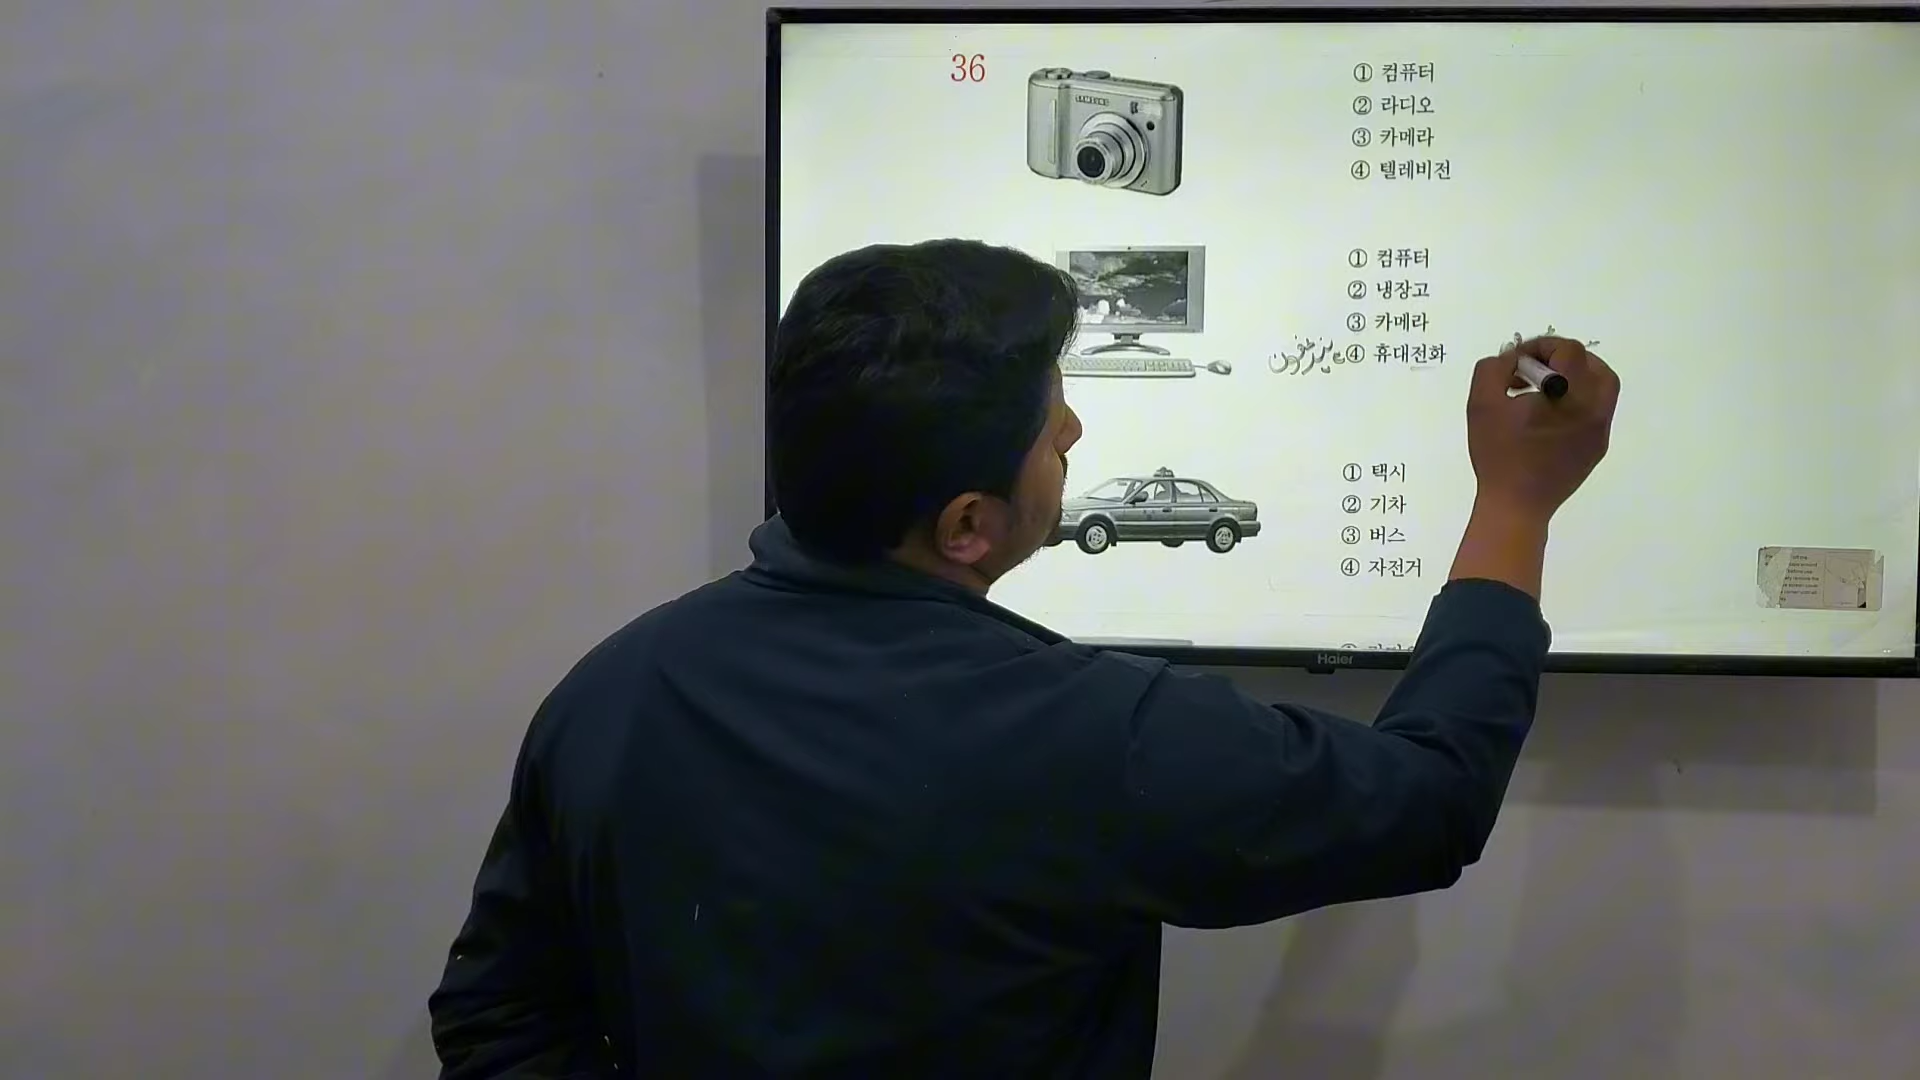 36
SAMSUNG
① 컴퓨터
② 라디오
③ 카메라
④ 텔레비전
① 컴퓨터
② 냉장고
③ 카메라
④ 휴대전화
① 택시
② 기차
③ 버스
④ 자전거
Haier